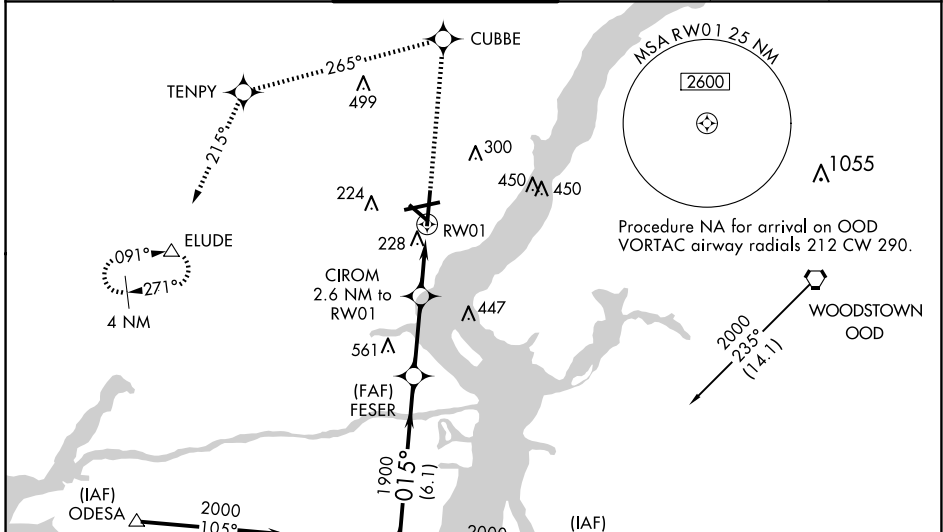 CUBBE
MSA RW01 25 NM
2600
265°
TENPY
499
215°
300
1055
450
450
224
Procedure NA for arrival on OOD
VORTAC airway radials 212 CW 290.
RW01
228
ELUDE
091°
271°
4 NM
CIROM
2.6 NM to
RW01
447
WOODSTOWN
OOD
2000
235°
(14.1)
561
(FAF)
FESER
1900
015°
(6.1)
(IAF)
ODESA
2000
105°
2000
(IAF)